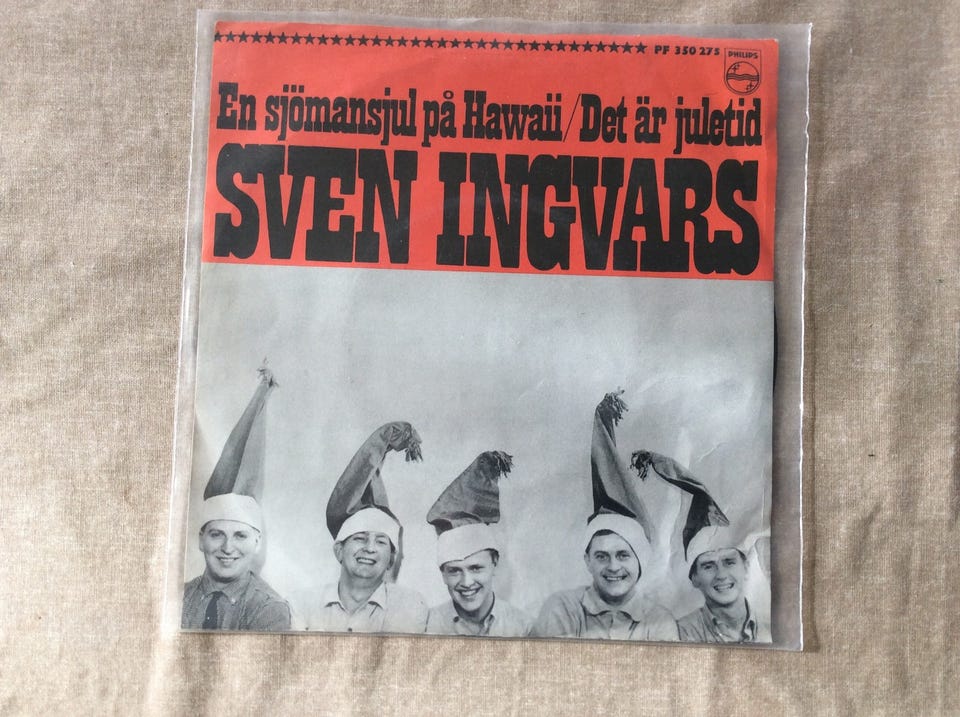 PF 350 275
PHILIPS
En sjömansjul på Hawaii/Det är juletid
SVEN INGVARS